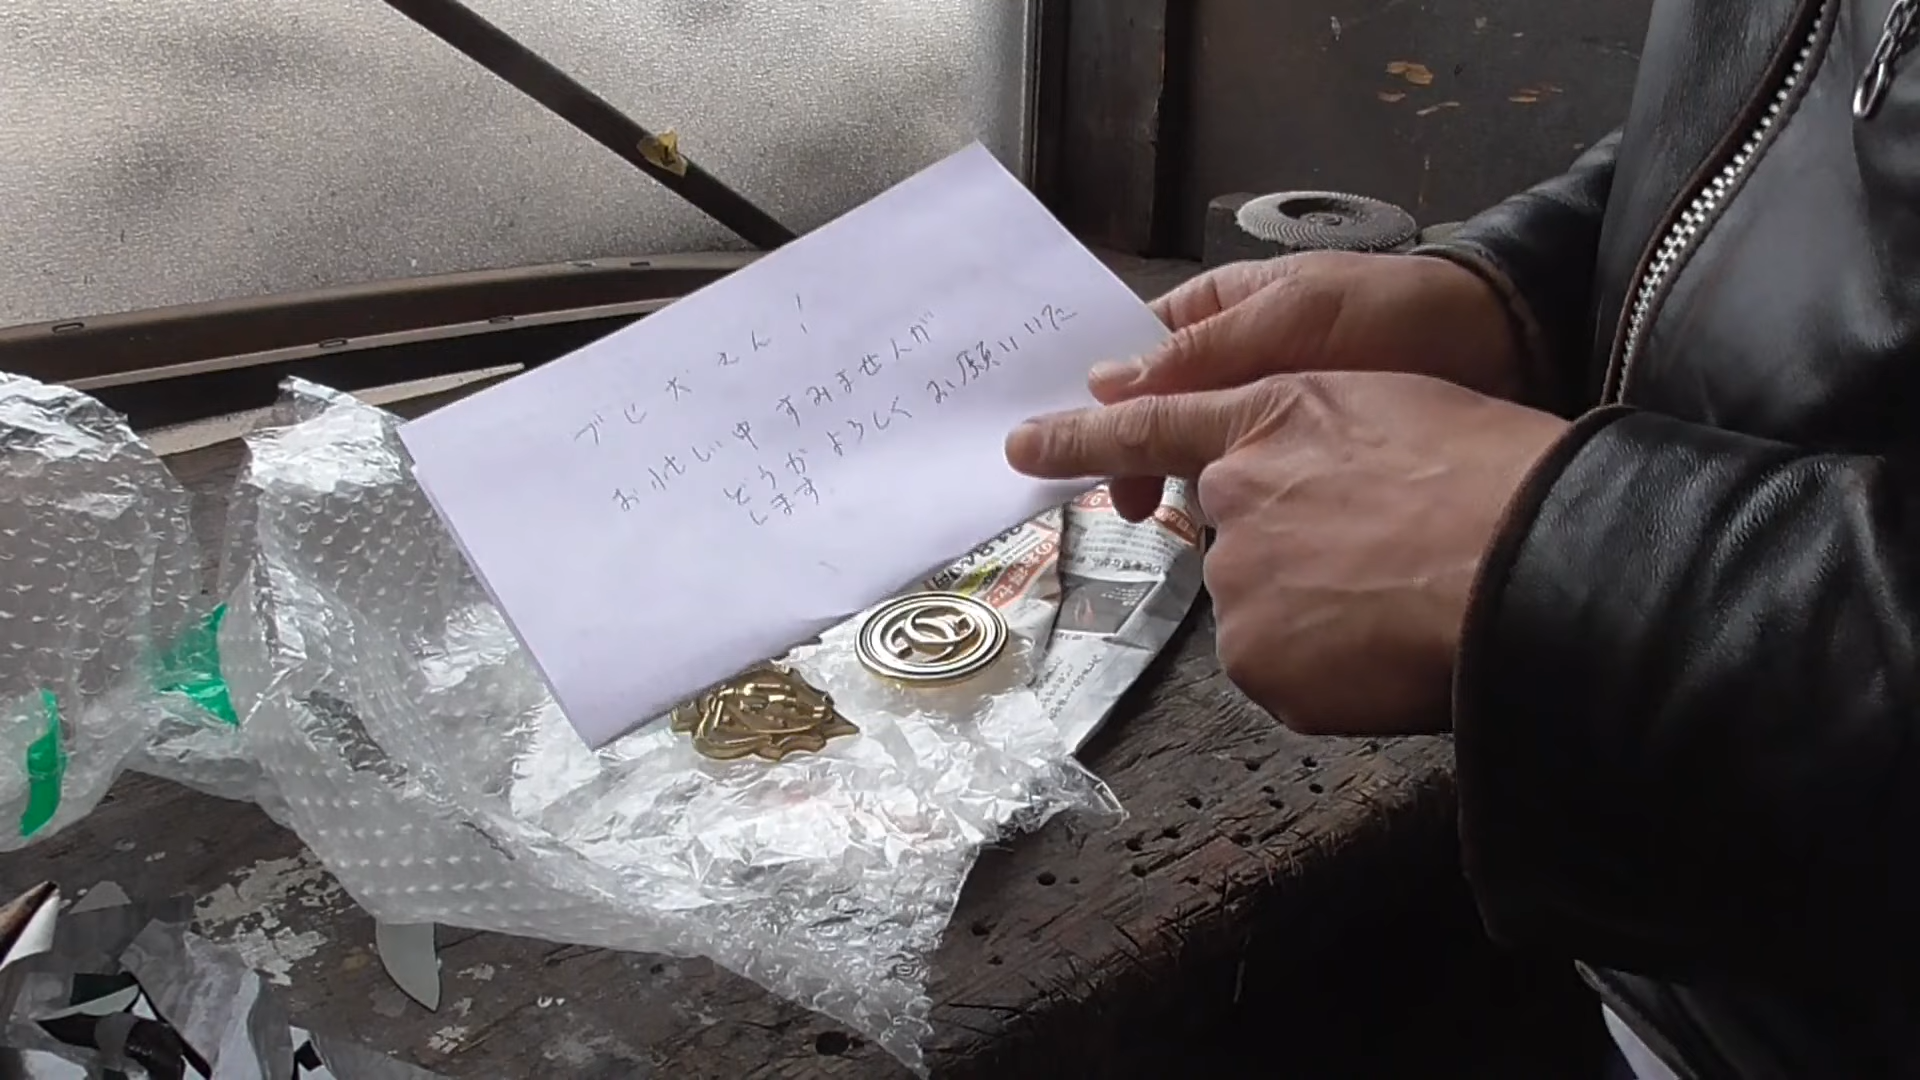 ブヒ犬さん!
お忙しい中すみませんが
どうかよろしくお願いいた
します